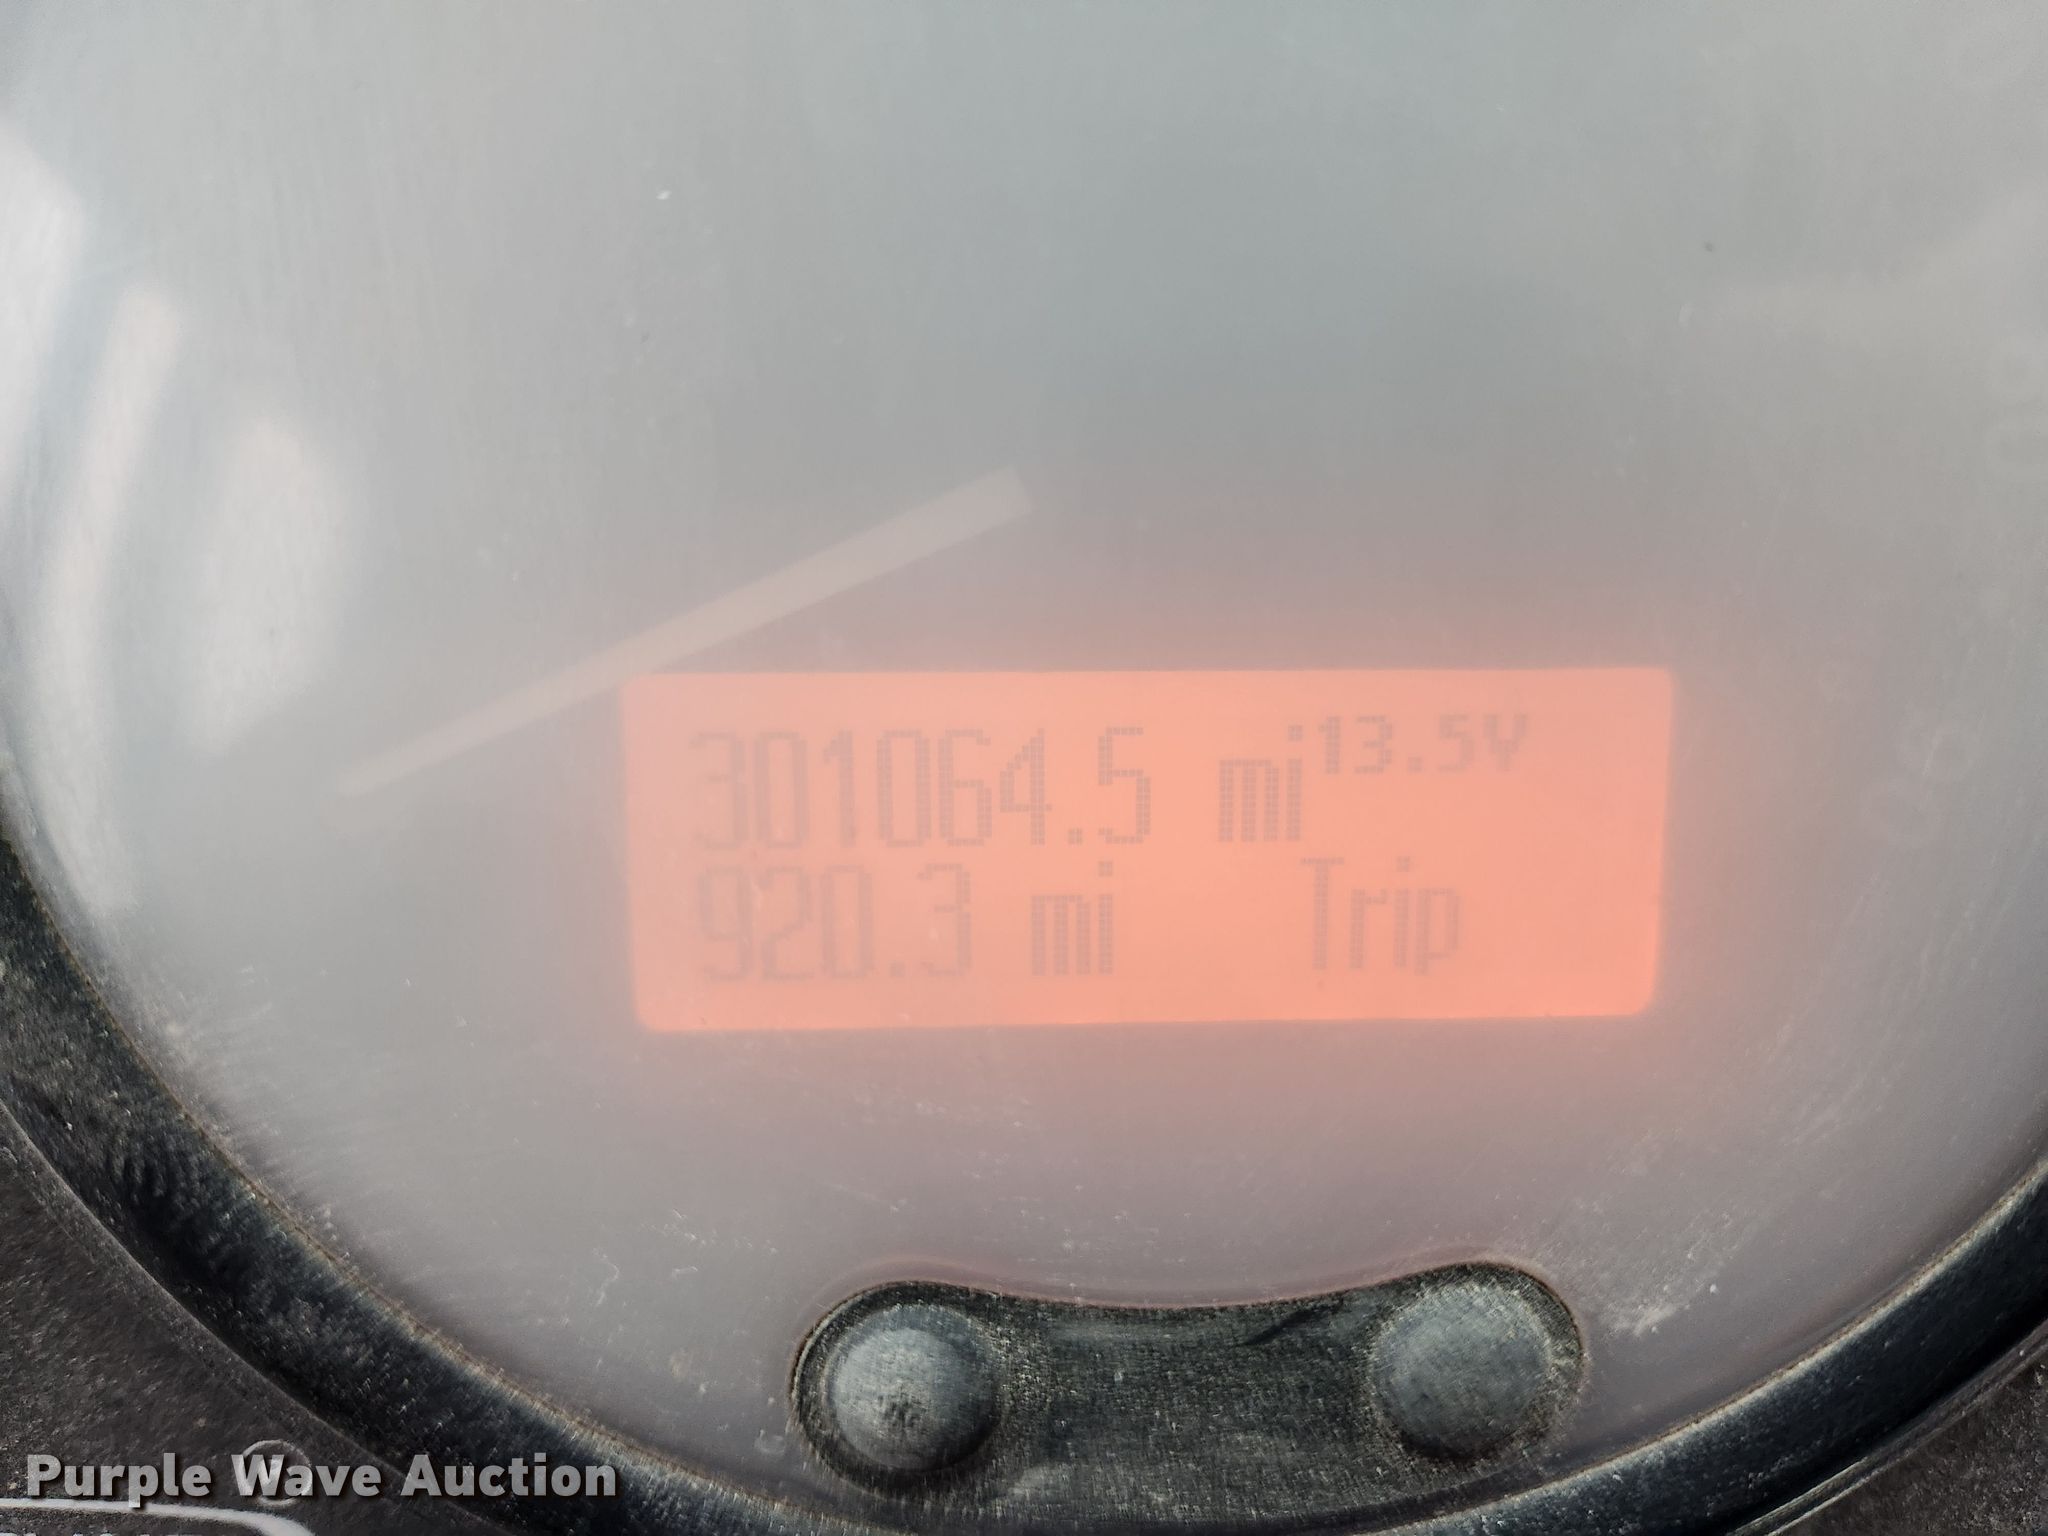 301064.5 mi 13.5V
920.3 mi Trip
Purple Wave Auction